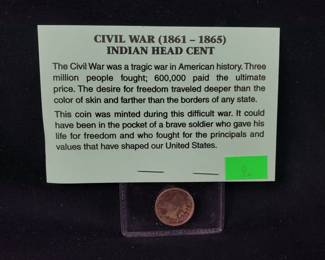 CIVIL WAR (1861 – 1865)
INDIAN HEAD CENT
The Civil War was a tragic war in American history. Three
million people fought; 600,000 paid the ultimate
price. The desire for freedom traveled deeper than the
color of skin and farther than the borders of any state.
This coin was minted during this difficult war. It could
have been in the pocket of a brave soldier who gave his
life for freedom and who fought for the principals and
values that have shaped our United States.